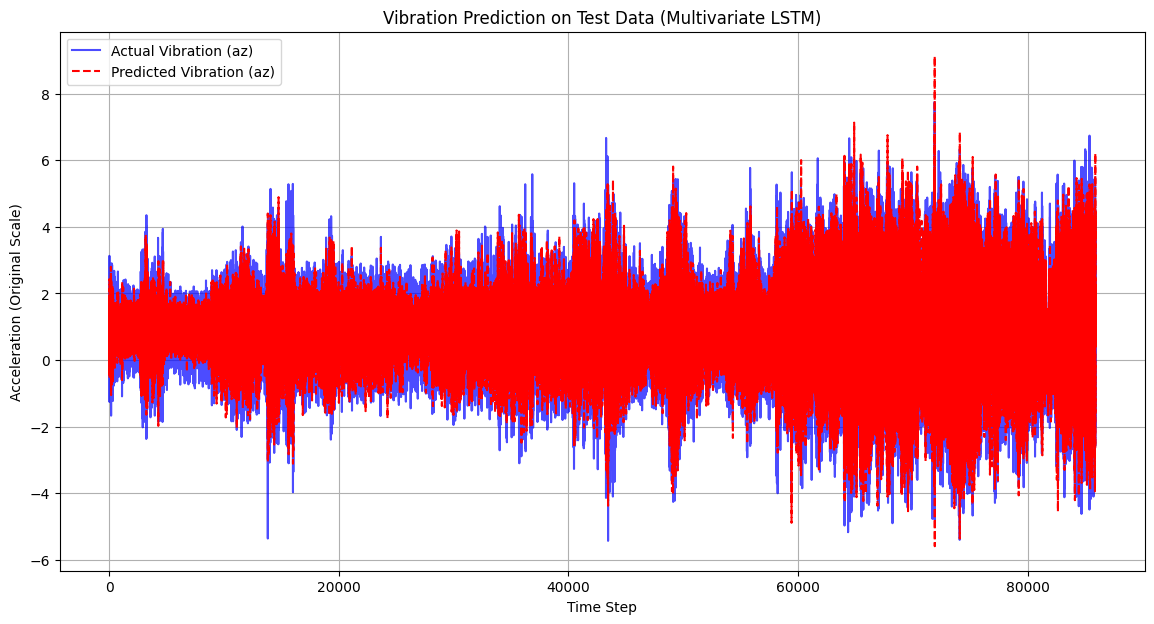 Vibration Prediction on Test Data (Multivariate LSTM)
Actual Vibration (az)
Predicted Vibration (az)
Acceleration (Original Scale)
8
6
4
2
0
−2
−4
−6
0 20000 40000 60000 80000
Time Step